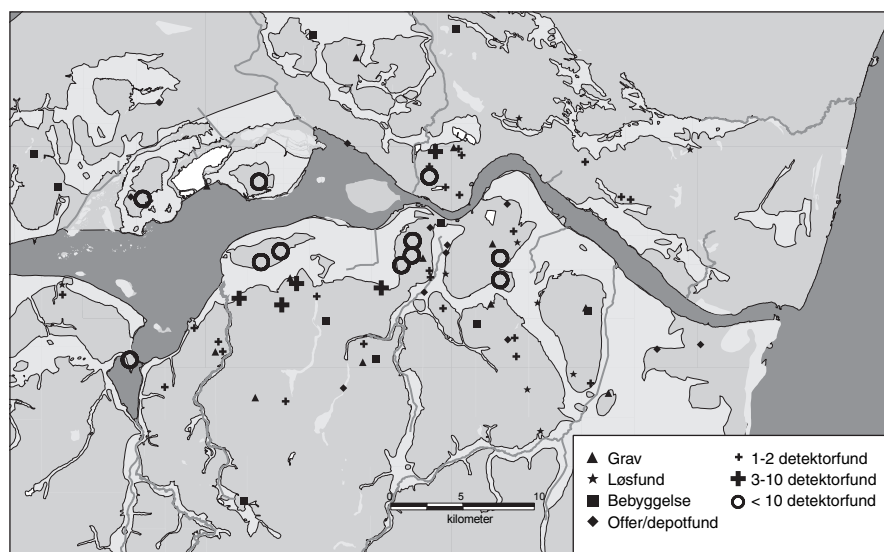 0 5 10
kilometer
Grav
Løsfund
Bebyggelse
Offer/depotfund
1-2 detektorfund
3-10 detektorfund
< 10 detektorfund